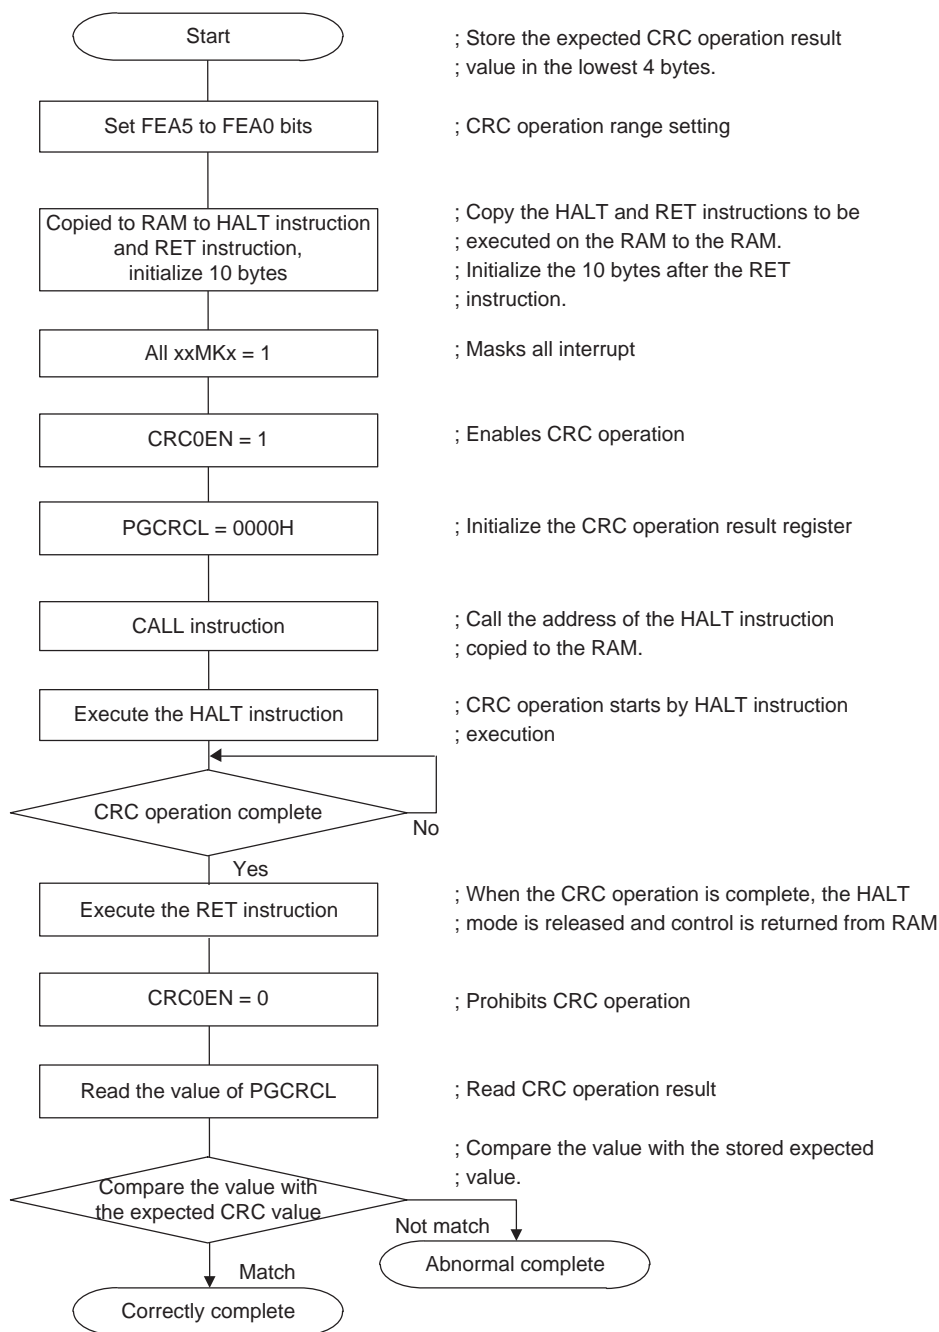 Start
; Store the expected CRC operation result
; value in the lowest 4 bytes.
Set FEA5 to FEA0 bits
; CRC operation range setting
Copied to RAM to HALT instruction
and RET instruction,
initialize 10 bytes
; Copy the HALT and RET instructions to be
; executed on the RAM to the RAM.
; Initialize the 10 bytes after the RET
; instruction.
All xxMKx = 1
; Masks all interrupt
CRC0EN = 1
; Enables CRC operation
PGCRCL = 0000H
; Initialize the CRC operation result register
CALL instruction
; Call the address of the HALT instruction
; copied to the RAM.
Execute the HALT instruction
; CRC operation starts by HALT instruction
; execution
CRC operation complete
No
Yes
Execute the RET instruction
; When the CRC operation is complete, the HALT
; mode is released and control is returned from RAM
CRC0EN = 0
; Prohibits CRC operation
Read the value of PGCRCL
; Read CRC operation result
; Compare the value with the stored expected
; value.
Compare the value with
the expected CRC value
Not match
Abnormal complete
Match
Correctly complete